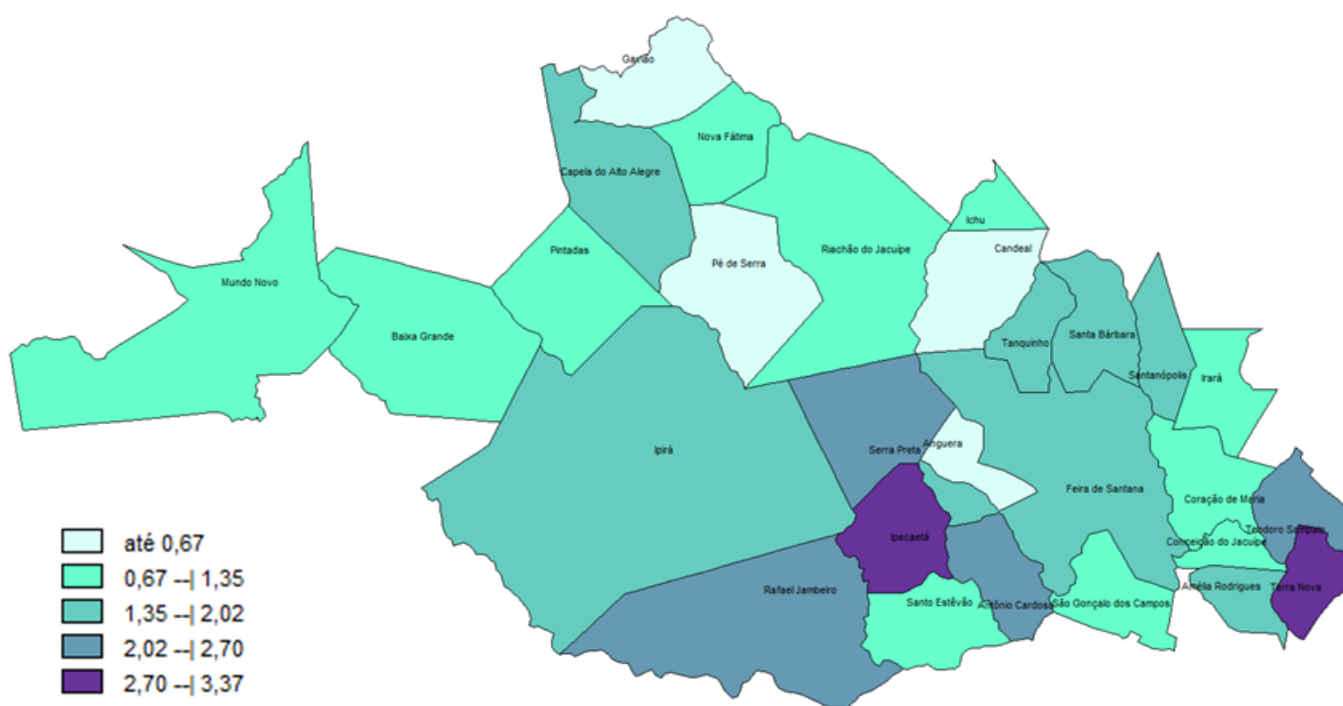 Gavião
Nova Fátima
Capela do Alto Alegre
Ichu
Pintadas
Riachão do Jacuípe
Candeal
Pé de Serra
Mundo Novo
Baixa Grande
Tanquinho
Santa Bárbara
Santanópolis
Irará
Ipirá
Serra Preta
Anguera
Feira de Santana
Coração de Maria
Teodoro Sampaio
Ipecaetá
Conceição do Jacuípe
Rafael Jambeiro
Santo Estêvão
Antônio Cardoso
São Gonçalo dos Campos
Amélia Rodrigues
Terra Nova
até 0,67
0,67 --| 1,35
1,35 --| 2,02
2,02 --| 2,70
2,70 --| 3,37